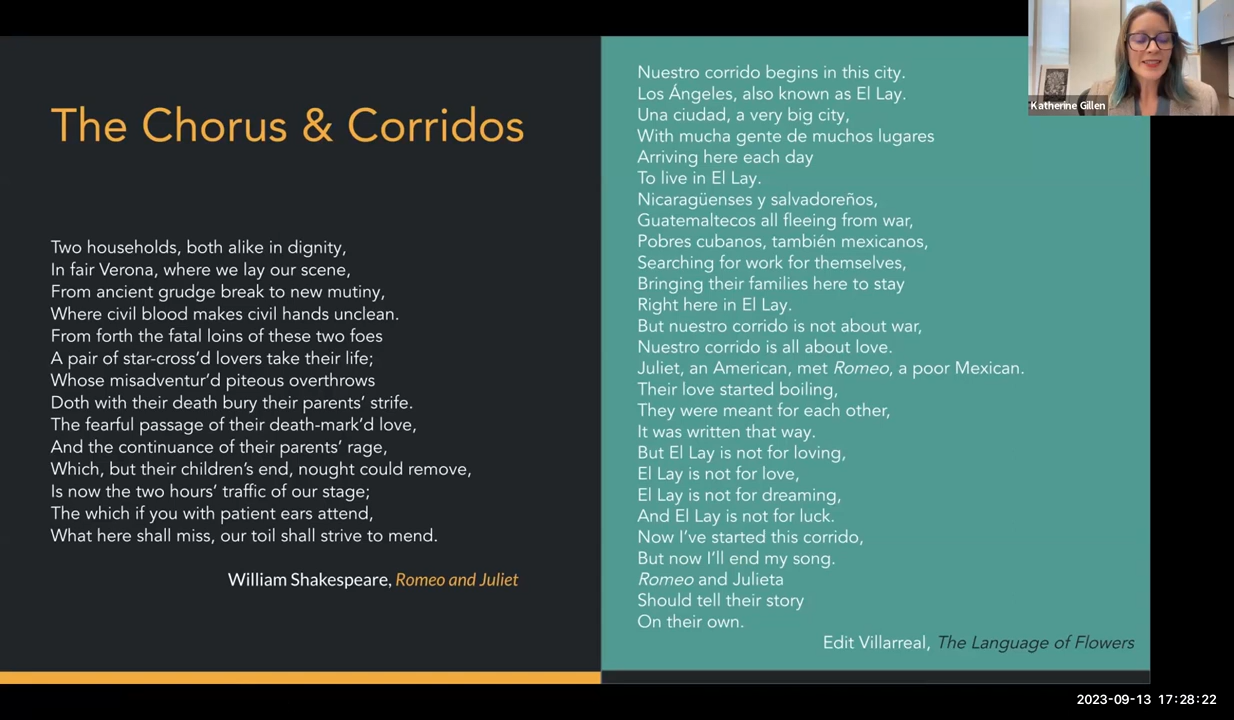 The Chorus & Corridos
Two households, both alike in dignity,
In fair Verona, where we lay our scene,
From ancient grudge break to new mutiny,
Where civil blood makes civil hands unclean.
From forth the fatal loins of these two foes
A pair of star-cross'd lovers take their life;
Whose misadventur'd piteous overthrows
Doth with their death bury their parents' strife.
The fearful passage of their death-mark'd love,
And the continuance of their parents' rage,
Which, but their children's end, nought could remove,
Is now the two hours' traffic of our stage;
The which if you with patient ears attend,
What here shall miss, our toil shall strive to mend.
William Shakespeare, Romeo and Juliet
Nuestro corrido begins in this city.
Los Ángeles, also known as El Lay.
Una ciudad, a very big city,
With mucha gente de muchos lugares
Arriving here each day
To live in El Lay.
Nicaragüenses y salvadoreños,
Guatemaltecos all fleeing from war,
Pobres cubanos, también mexicanos,
Searching for work for themselves,
Bringing their families here to stay
Right here in El Lay.
But nuestro corrido is not about war,
Nuestro corrido is all about love.
Juliet, an American, met Romeo, a poor Mexican.
Their love started boiling,
They were meant for each other,
It was written that way.
But El Lay is not for loving,
El Lay is not for love,
El Lay is not for dreaming,
And El Lay is not for luck.
Now I've started this corrido,
But now I'll end my song.
Romeo and Julieta
Should tell their story
On their own.
Edit Villarreal, The Language of Flowers
Katherine Gillen
2023-09-13 17:28:22